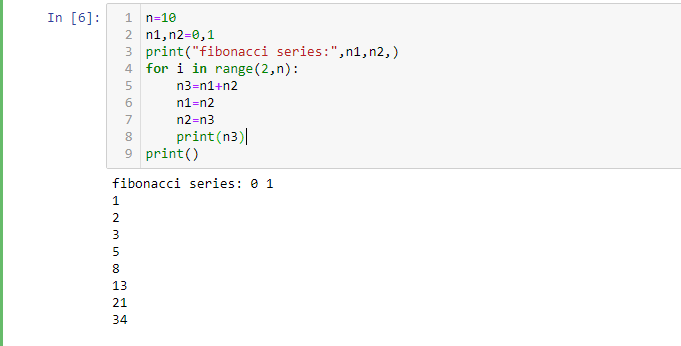 In [6]:
1 n=10
2 n1,n2=0,1
3 print("fibonacci series:",n1,n2,)
4 for i in range(2,n):
5     n3=n1+n2
6     n1=n2
7     n2=n3
8     print(n3)
9 print()
fibonacci series: 0 1
1
2
3
5
8
13
21
34